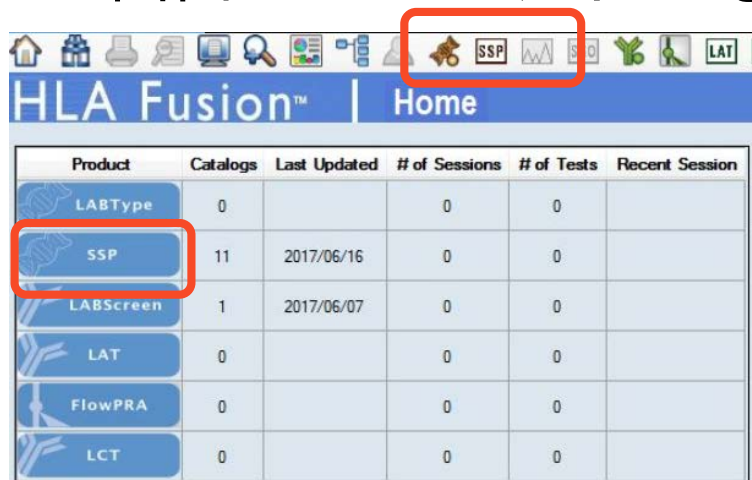 SSP
LAT
HLA Fusion™ | Home
Product Catalogs Last Updated # of Sessions # of Tests Recent Session
LABType 0 0 0
SSP 11 2017/06/16 0 0
LABScreen 1 2017/06/07 0 0
LAT 0 0 0
FlowPRA 0 0 0
LCT 0 0 0